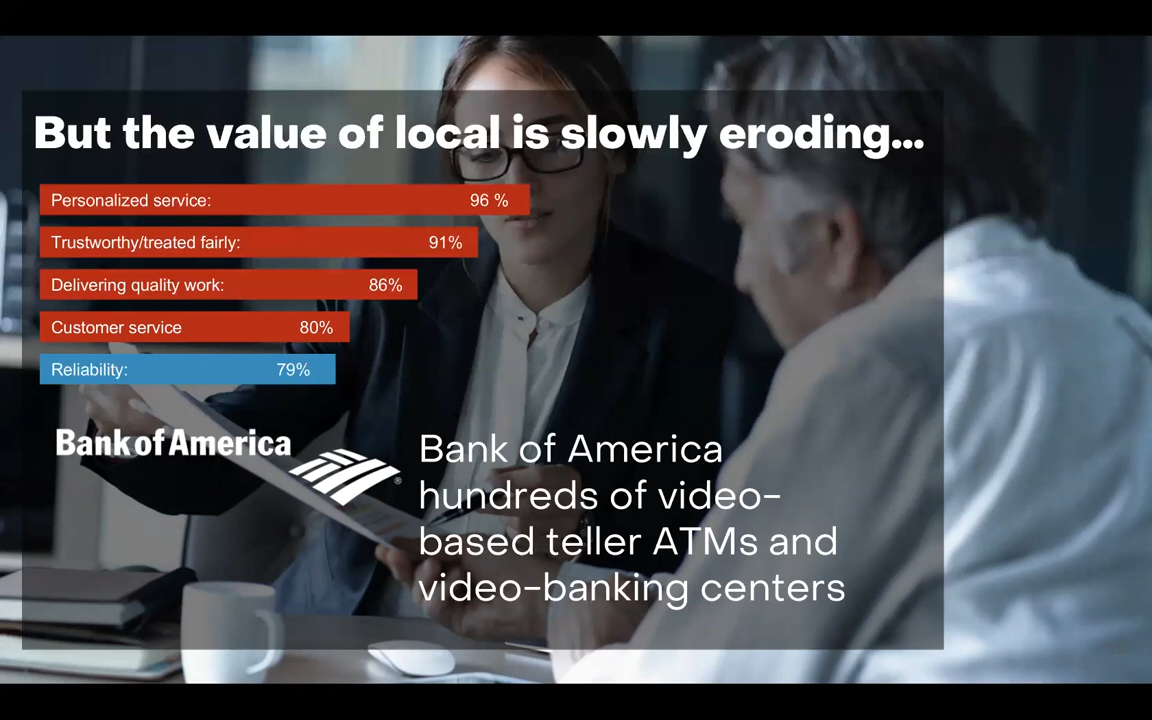 But the value of local is slowly eroding...
Personalized service: 96 %
Trustworthy/treated fairly: 91%
Delivering quality work: 86%
Customer service 80%
Reliability: 79%
Bank of America
®
Bank of America
hundreds of video-
based teller ATMs and
video-banking centers